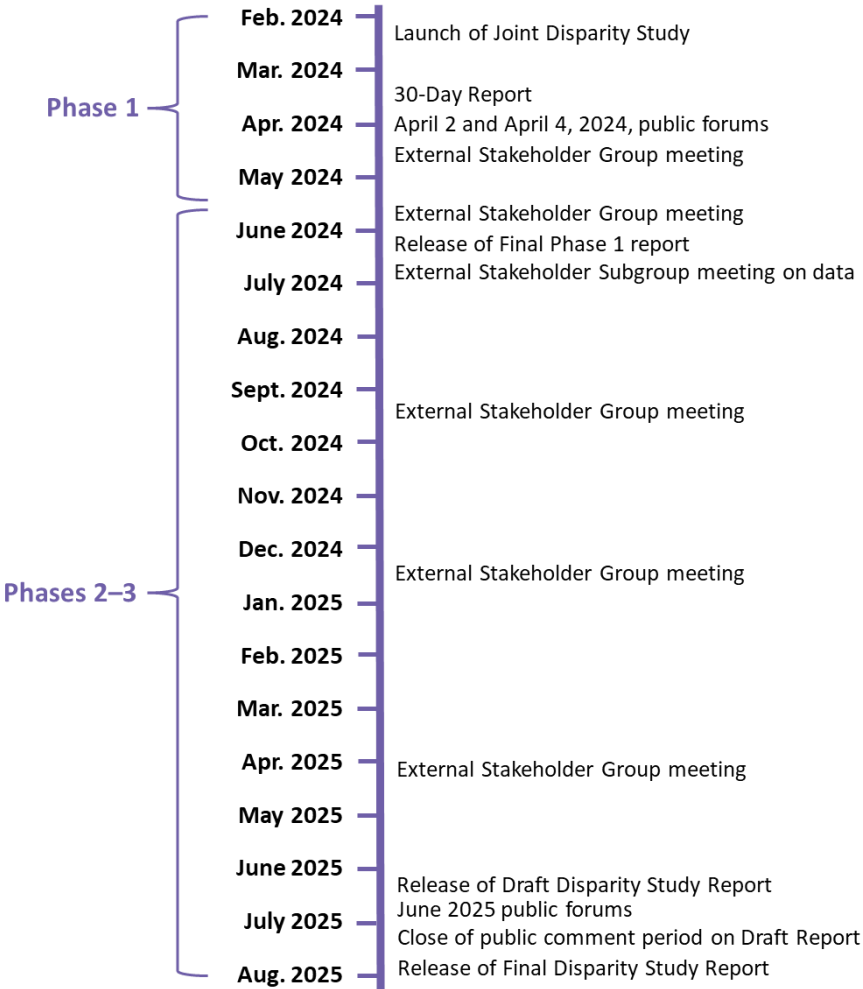 Feb. 2024
Launch of Joint Disparity Study
Mar. 2024
30-Day Report
Phase 1
Apr. 2024
April 2 and April 4, 2024, public forums
External Stakeholder Group meeting
May 2024
External Stakeholder Group meeting
June 2024
Release of Final Phase 1 report
External Stakeholder Subgroup meeting on data
July 2024
Aug. 2024
Sept. 2024
External Stakeholder Group meeting
Oct. 2024
Nov. 2024
Dec. 2024
External Stakeholder Group meeting
Phases 2–3
Jan. 2025
Feb. 2025
Mar. 2025
Apr. 2025
External Stakeholder Group meeting
May 2025
June 2025
Release of Draft Disparity Study Report
June 2025 public forums
July 2025
Close of public comment period on Draft Report
Release of Final Disparity Study Report
Aug. 2025